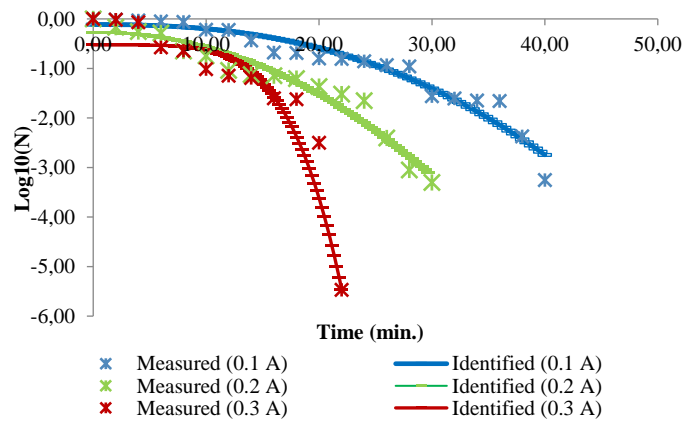 0,00
-1,00
-2,00
-3,00
-4,00
-5,00
-6,00
0,00 10,00 20,00 30,00 40,00 50,00
Log10(N)
Time (min.)
Measured (0.1 A) Identified (0.1 A)
Measured (0.2 A) Identified (0.2 A)
Measured (0.3 A) Identified (0.3 A)